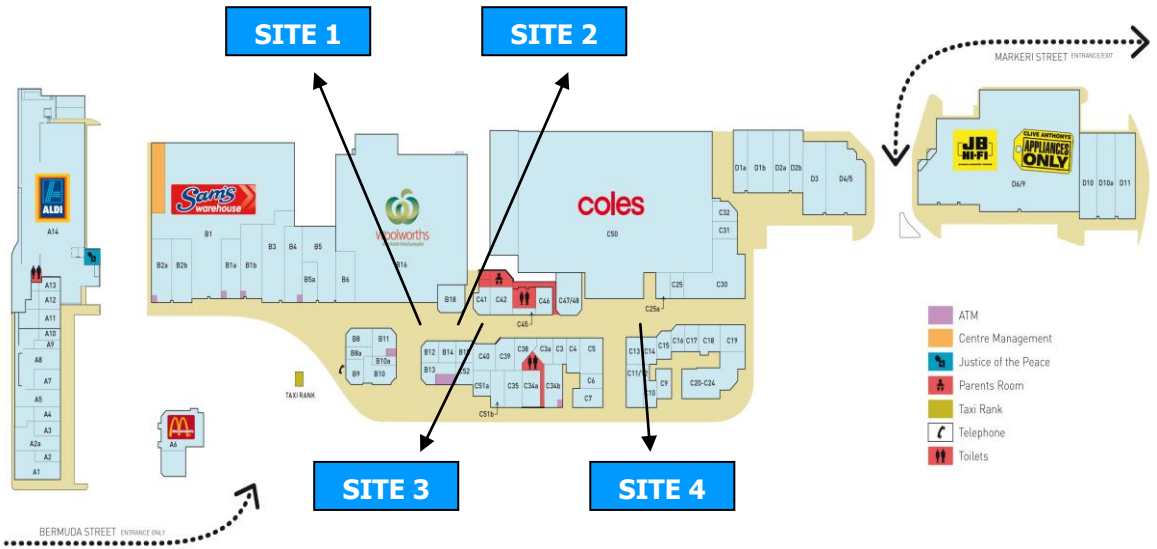 SITE 1
SITE 2
MARKERI STREET ENTRANCE/EXIT
ALDI
A14
Sam's
warehouse
woolworths
coles
JB
HI-FI
CLIVE ANTHONYS
APPLIANCES
ONLY
D1a
D1b
D2a
D2b
D3
D4/5
D6/9
D10
D10a
D11
B1
B2a
B2b
B1a
B1b
B3
B4
B5
B5a
B6
B16
B18
C50
C32
C31
C30
C25
C25a
C41
C42
C46
C45
C47/48
A13
A12
A11
A10
A9
A8
A7
A5
A4
A3
A2a
A2
A1
A6
TAXI RANK
B8
B8a
B9
B11
B10a
B10
B12
B14
B13
C52
C40
C39
C38
C3a
C3
C4
C5
C6
C7
C51a
C51b
C35
C34a
C34b
C13
C14
C15
C16
C17
C18
C19
C11/12
C10
C9
C20-C24
ATM
Centre Management
Justice of the Peace
Parents Room
Taxi Rank
Telephone
Toilets
SITE 3
SITE 4
BERMUDA STREET ENTRANCE ONLY